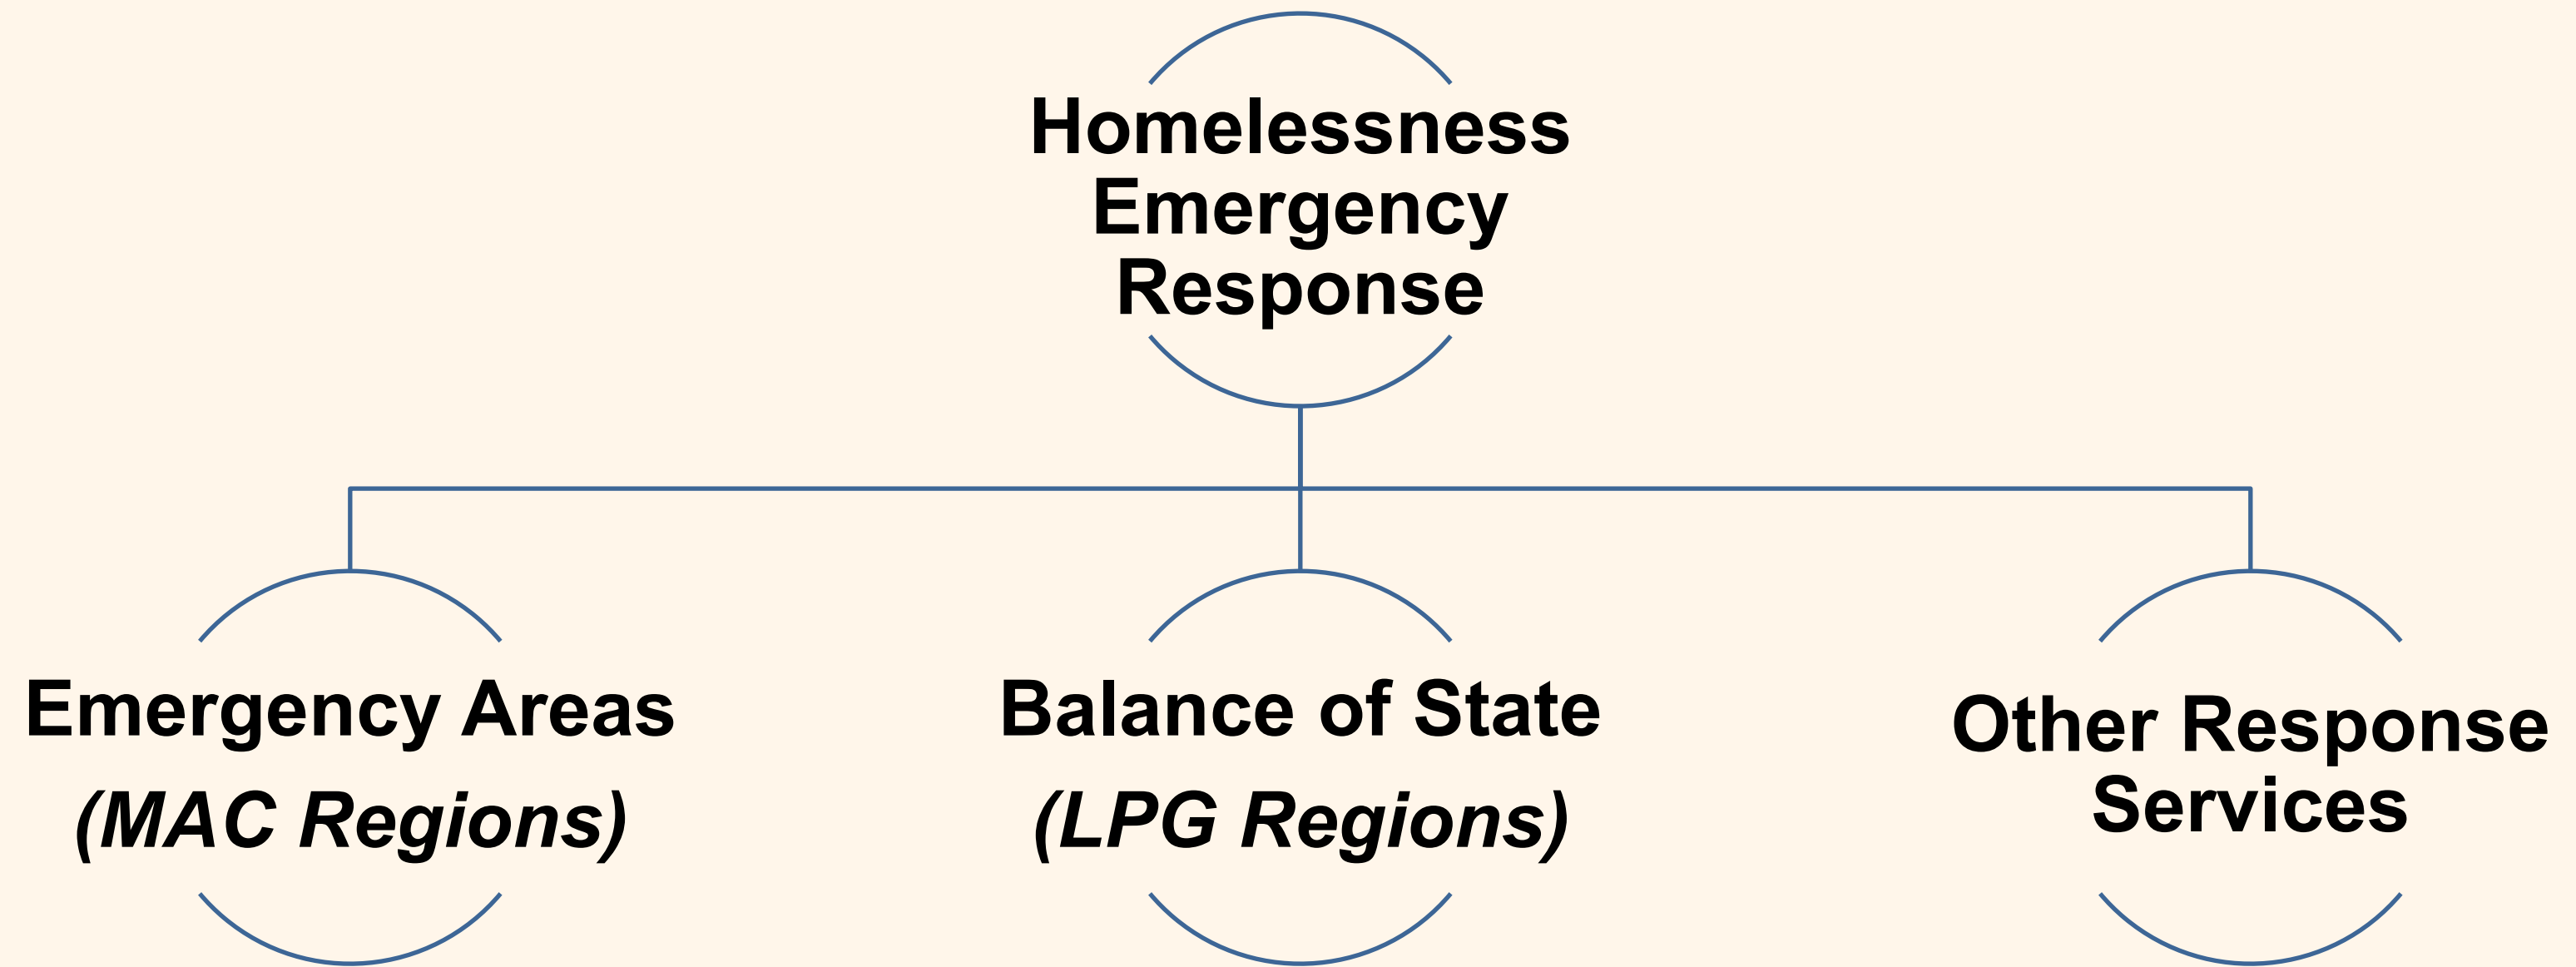 Homelessness
Emergency
Response
Emergency Areas
(MAC Regions)
Balance of State
(LPG Regions)
Other Response
Services